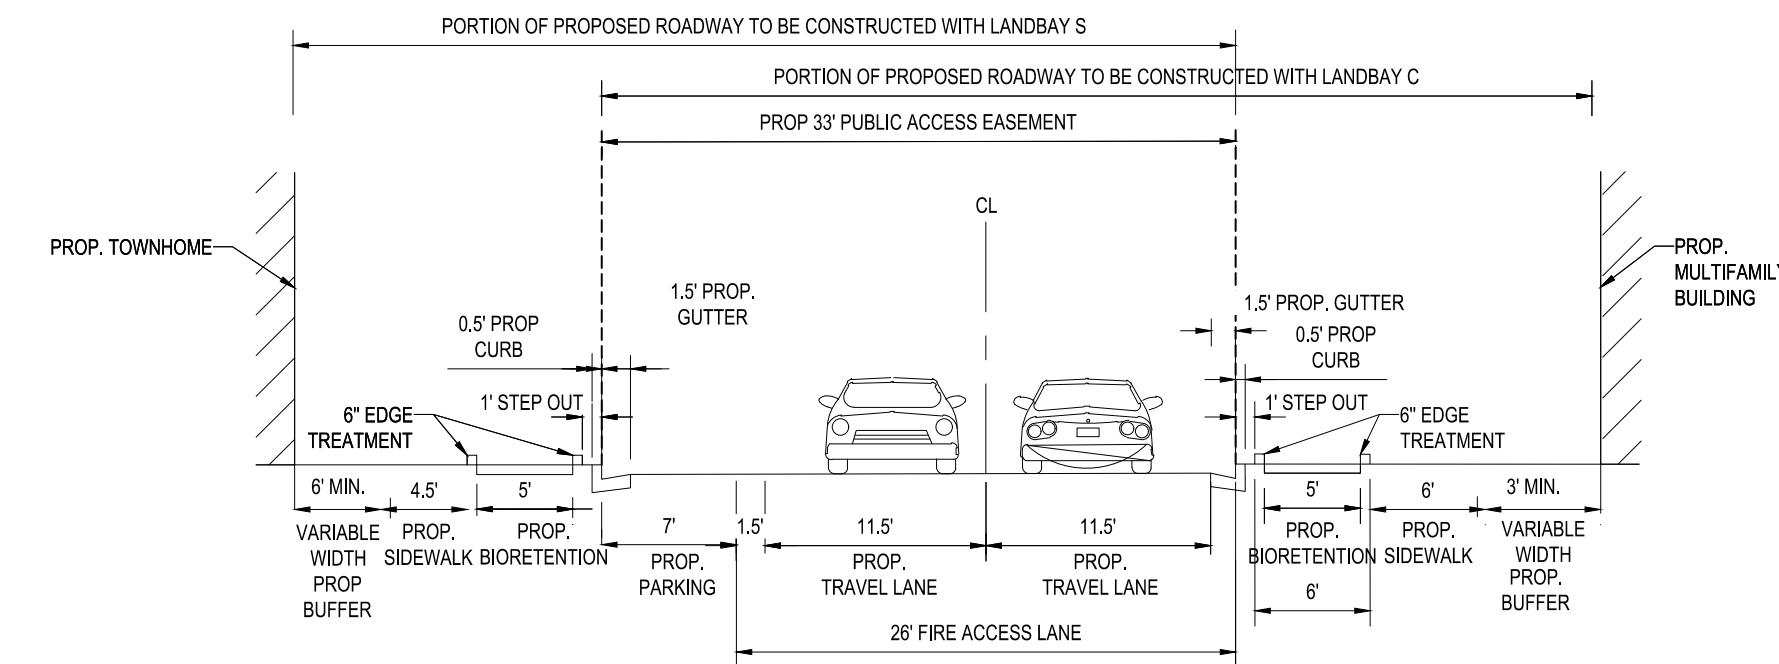 PORTION OF PROPOSED ROADWAY TO BE CONSTRUCTED WITH LANDBAY S
PORTION OF PROPOSED ROADWAY TO BE CONSTRUCTED WITH LANDBAY C
PROP 33' PUBLIC ACCESS EASEMENT
CL
PROP. TOWNHOME
PROP.
MULTIFAMILY
BUILDING
1.5' PROP.
GUTTER
1.5' PROP. GUTTER
0.5' PROP
CURB
0.5' PROP
CURB
1' STEP OUT
1' STEP OUT
6" EDGE
TREATMENT
6" EDGE
TREATMENT
6' MIN.
VARIABLE
WIDTH
PROP
BUFFER
4.5'
PROP.
SIDEWALK
5'
PROP.
BIORETENTION
7'
PROP.
PARKING
1.5'
11.5'
PROP.
TRAVEL LANE
11.5'
PROP.
TRAVEL LANE
5'
PROP.
BIORETENTION
6'
6'
PROP.
SIDEWALK
3' MIN.
VARIABLE
WIDTH
PROP.
BUFFER
26' FIRE ACCESS LANE